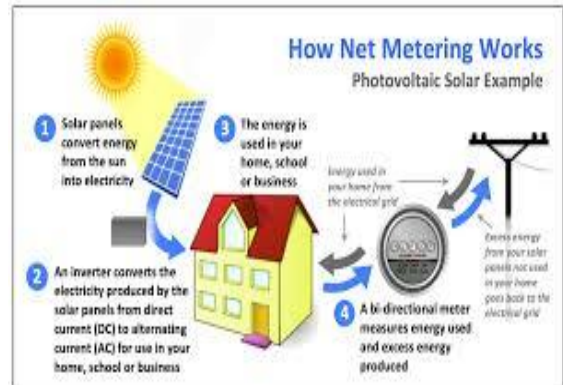 How Net Metering Works
Photovoltaic Solar Example
1
Solar panels
convert energy
from the sun
into electricity
2
An inverter converts the
electricity produced by the
solar panels from direct
current (DC) to alternating
current (AC) for use in your
home, school or business
3
The energy is
used in your
home, school
or business
Energy used in
your home from
the electrical grid
4
A bi-directional meter
measures energy used
and excess energy
produced
Excess energy
from your solar
panels not used
in your home
goes back to the
electrical grid